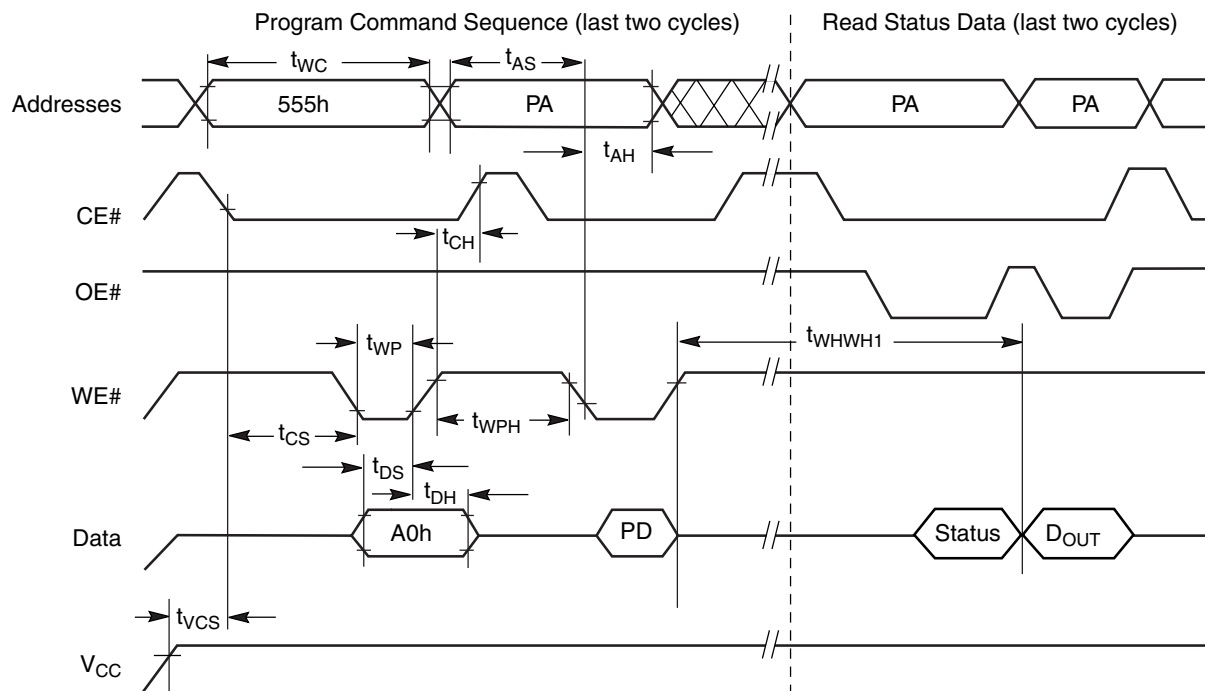 Program Command Sequence (last two cycles)
Read Status Data (last two cycles)
tWC
tAS
Addresses
555h
PA
PA
PA
tAH
CE#
tCH
OE#
tWP
tWHWH1
WE#
tWPH
tCS
tDS
tDH
Data
A0h
PD
Status
DOUT
tVCS
VCC